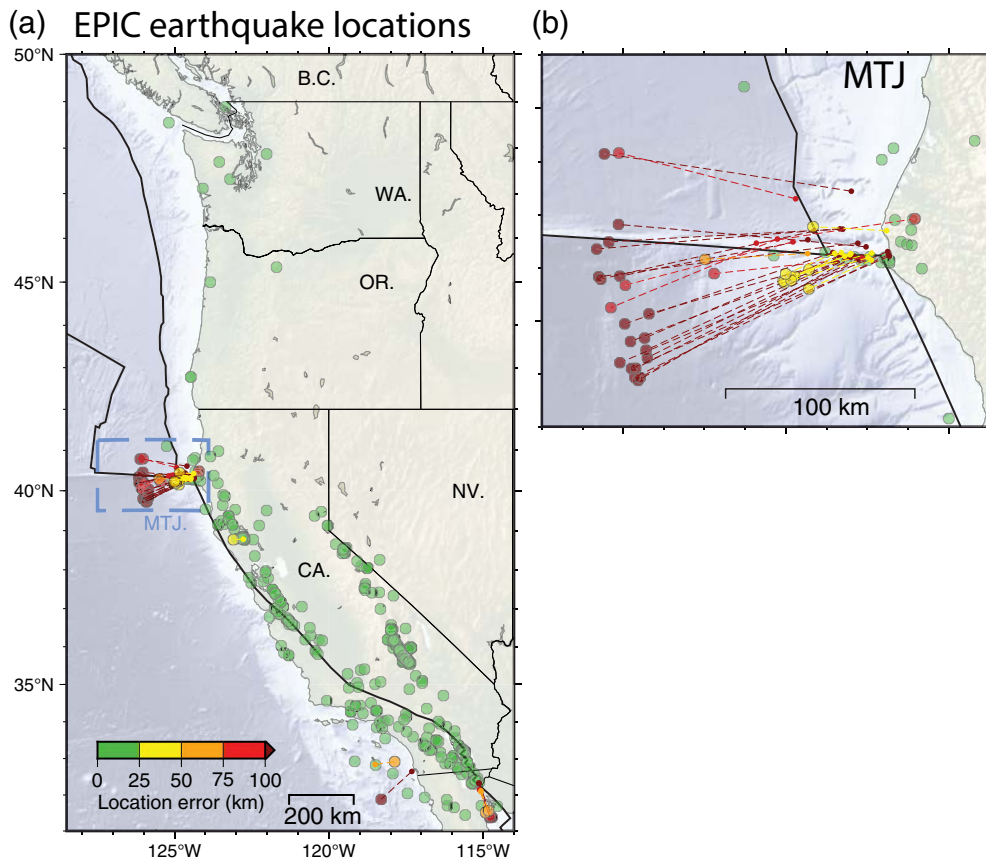 (a) EPIC earthquake locations
50°N
45°N
40°N
35°N
B.C.
WA.
OR.
NV.
CA.
MTJ.
0 25 50 75 100
Location error (km)
200 km
125°W 120°W 115°W
(b)
MTJ
100 km